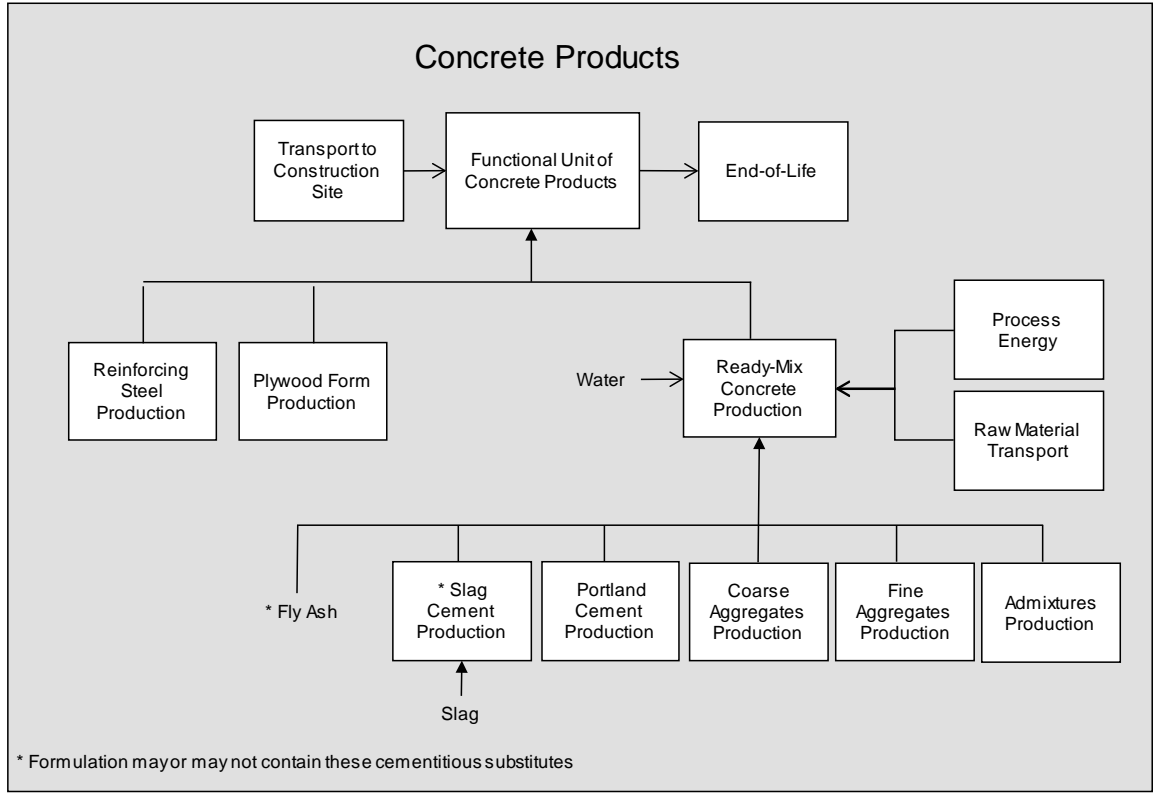 Concrete Products
Transport to
Construction
Site
Functional Unit of
Concrete Products
End-of-Life
Reinforcing
Steel
Production
Plywood Form
Production
Water
Ready-Mix
Concrete
Production
Process
Energy
Raw Material
Transport
* Fly Ash
* Slag
Cement
Production
Portland
Cement
Production
Coarse
Aggregates
Production
Fine
Aggregates
Production
Admixtures
Production
Slag
* Formulation may or may not contain these cementitious substitutes